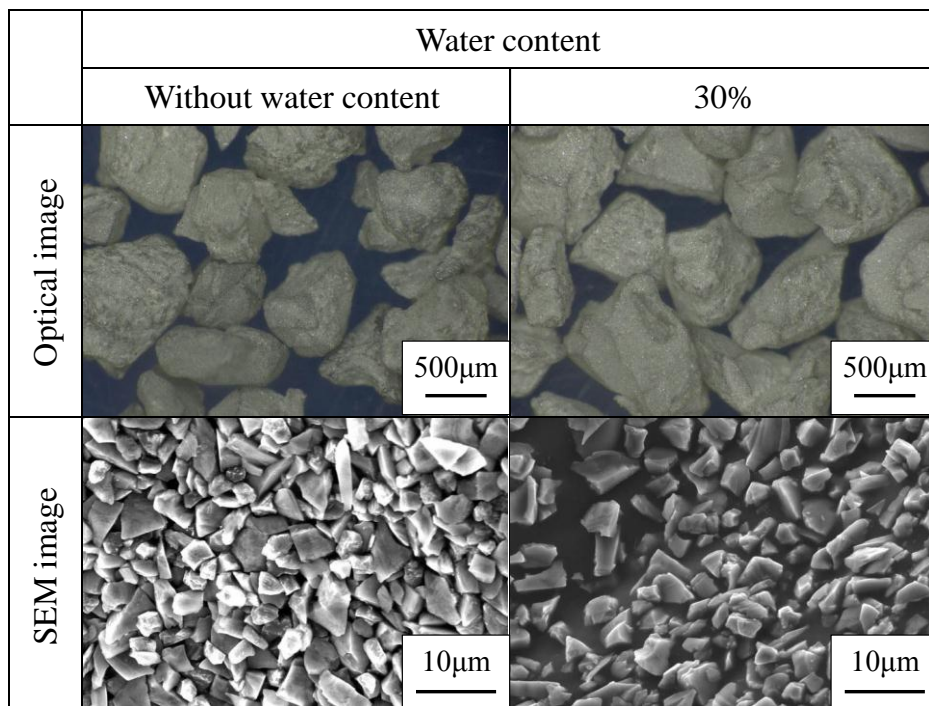 Water content
Without water content
30%
Optical image
500μm
500μm
SEM image
10μm
10μm